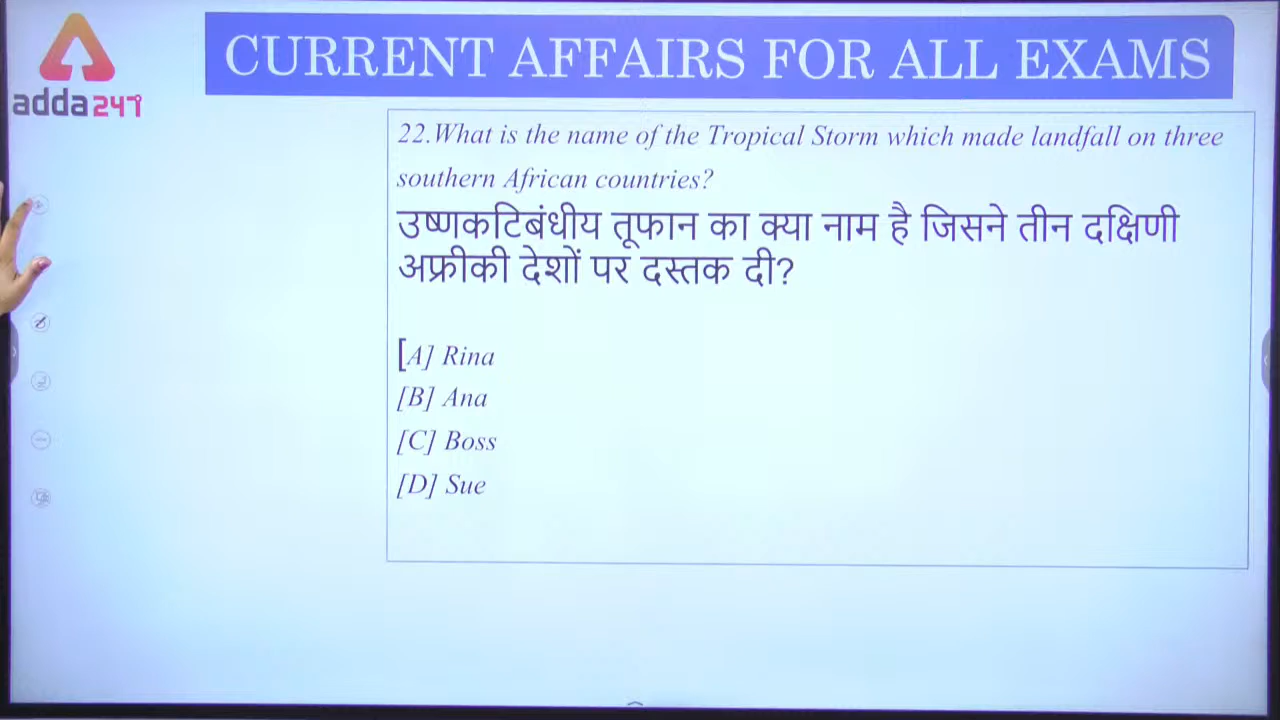 adda247
CURRENT AFFAIRS FOR ALL EXAMS
22.What is the name of the Tropical Storm which made landfall on three
southern African countries?
उष्णकटिबंधीय तूफान का क्या नाम है जिसने तीन दक्षिणी
अफ्रीकी देशों पर दस्तक दी?
[A] Rina
[B] Ana
[C] Boss
[D] Sue